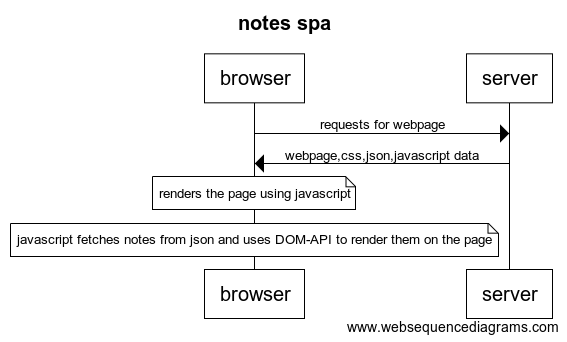 notes spa
browser
server
requests for webpage
webpage,css,json,javascript data
renders the page using javascript
javascript fetches notes from json and uses DOM-API to render them on the page
browser
server
www.websequencediagrams.com